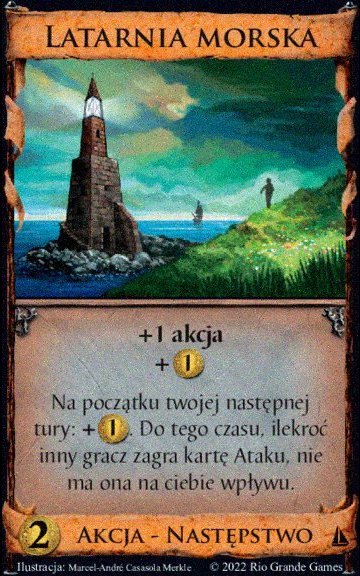 LATARNIA MORSKA
+1 akcja
+ 1
Na początku twojej następnej
tury: + 1. Do tego czasu, ilekroć
inny gracz zagra kartę Ataku, nie
ma ona na ciebie wpływu.
2 AKCJA - NASTĘPSTWO
Ilustracja: Marcel-André Casasola Merkle © 2022 Rio Grande Games